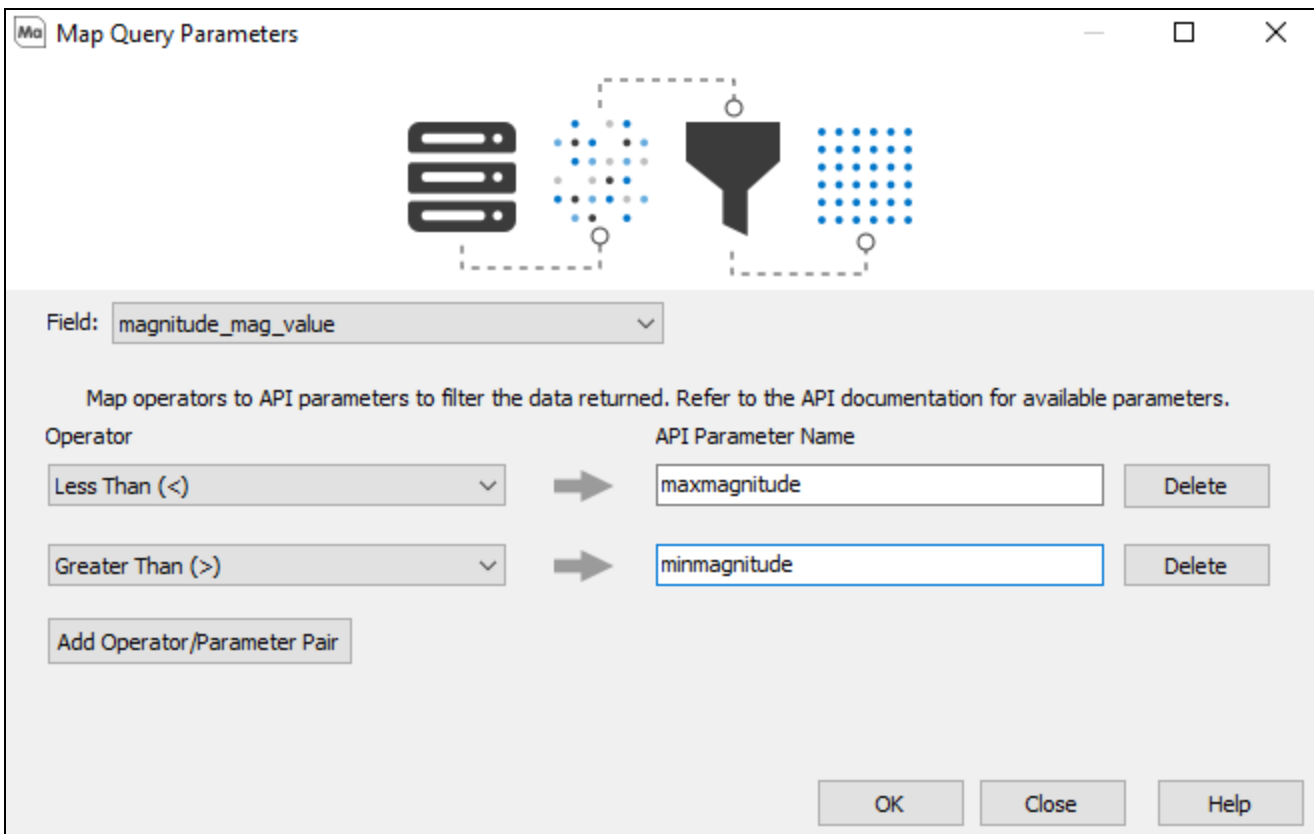 Ma Map Query Parameters
Field: magnitude_mag_value
Map operators to API parameters to filter the data returned. Refer to the API documentation for available parameters.
Operator API Parameter Name
Less Than (<) maxmagnitude Delete
Greater Than (>) minmagnitude Delete
Add Operator/Parameter Pair
OK Close Help